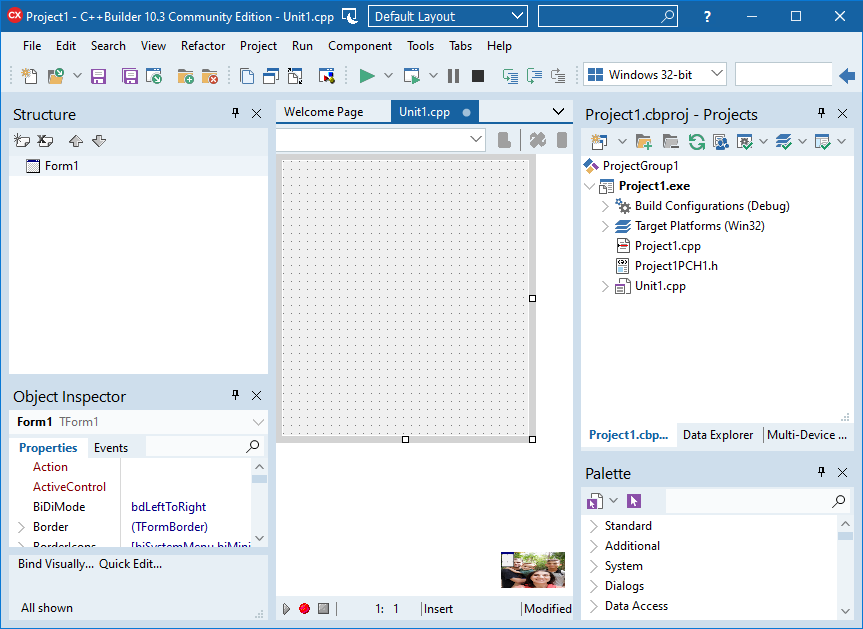 CX Project1 - C++Builder 10.3 Community Edition - Unit1.cpp Default Layout ?
File Edit Search View Refactor Project Run Component Tools Tabs Help
Windows 32-bit
Structure
Form1
Object Inspector
Form1 TForm1
Properties Events
Action
ActiveControl
BiDiMode bdLeftToRight
Border (TFormBorder)
BorderIcons [biSystemMenu,biMini
Bind Visually... Quick Edit...
All shown
Welcome Page Unit1.cpp
1: 1 Insert Modified
Project1.cbproj - Projects
ProjectGroup1
Project1.exe
Build Configurations (Debug)
Target Platforms (Win32)
Project1.cpp
Project1PCH1.h
Unit1.cpp
Project1.cbp... Data Explorer Multi-Device ...
Palette
Standard
Additional
System
Dialogs
Data Access